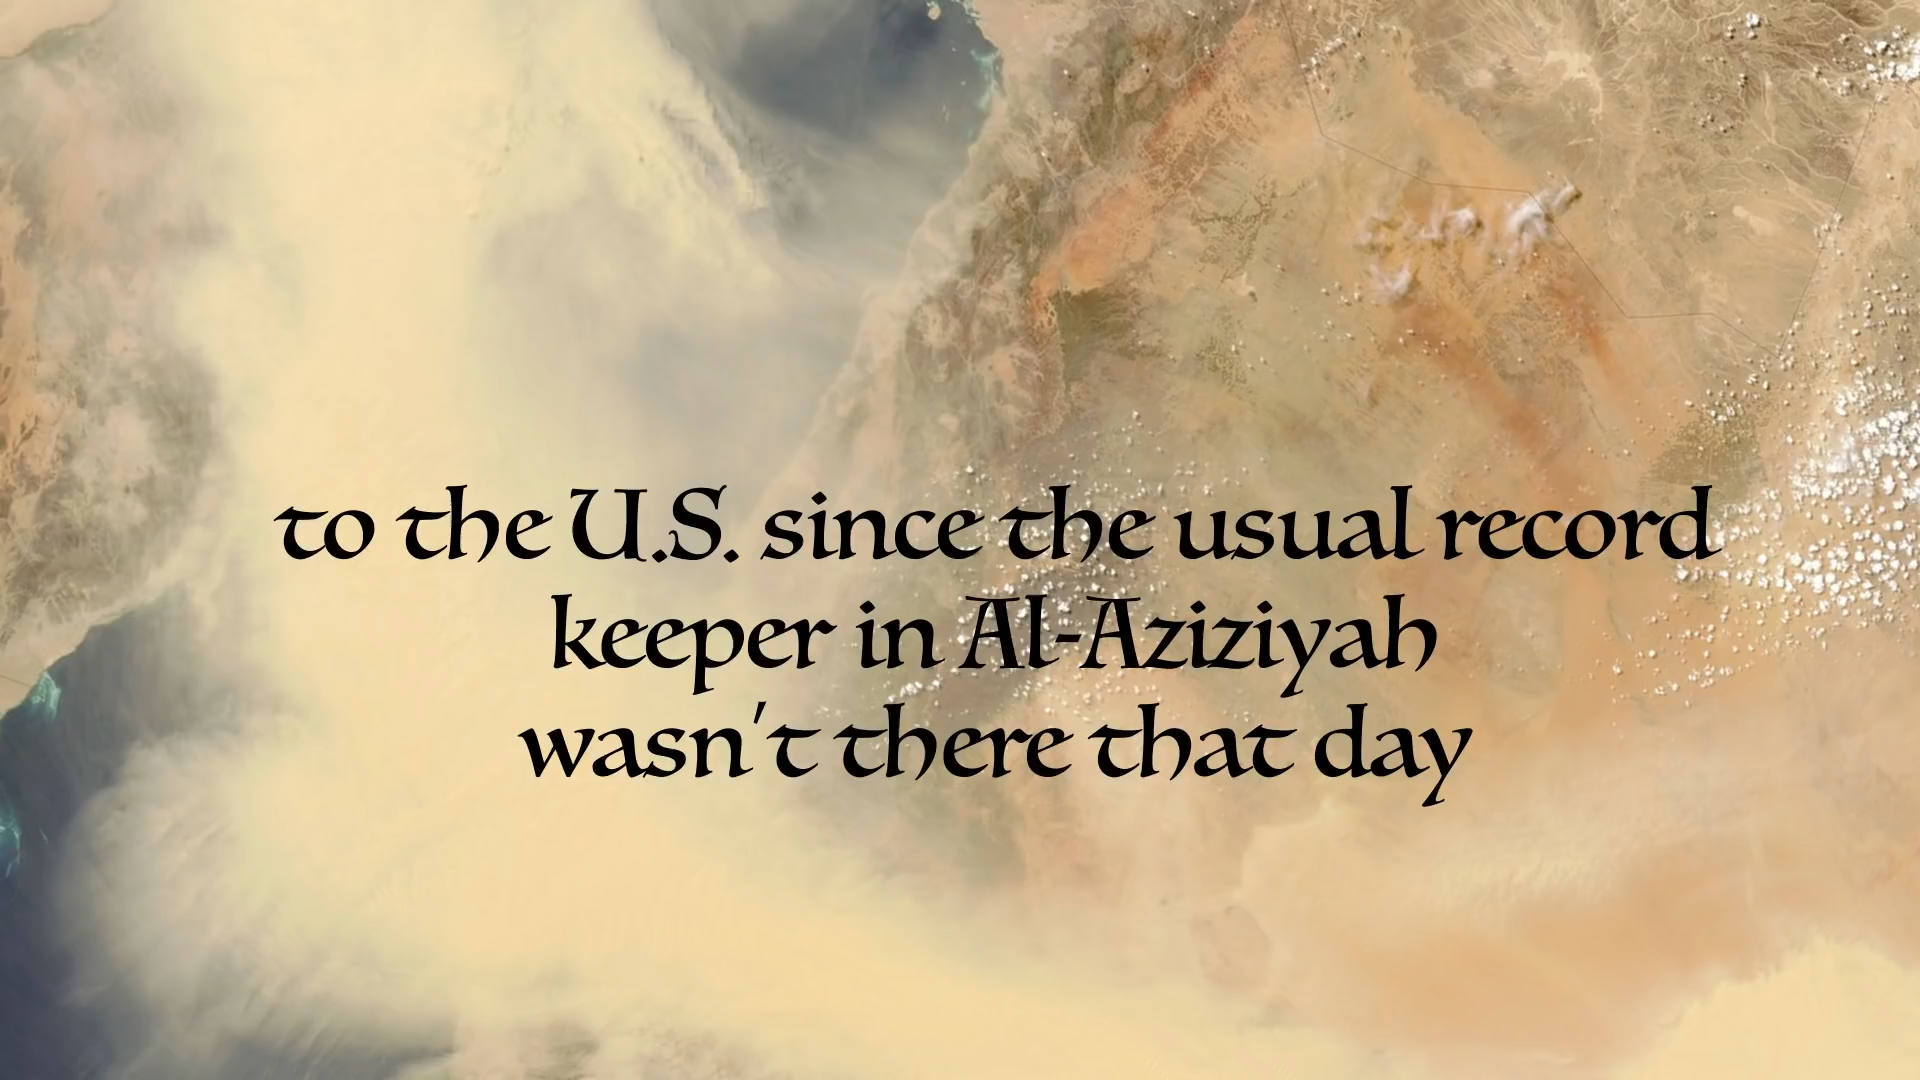 to the U.S. since the usual record
keeper in Al-Aziziyah
wasn't there that day